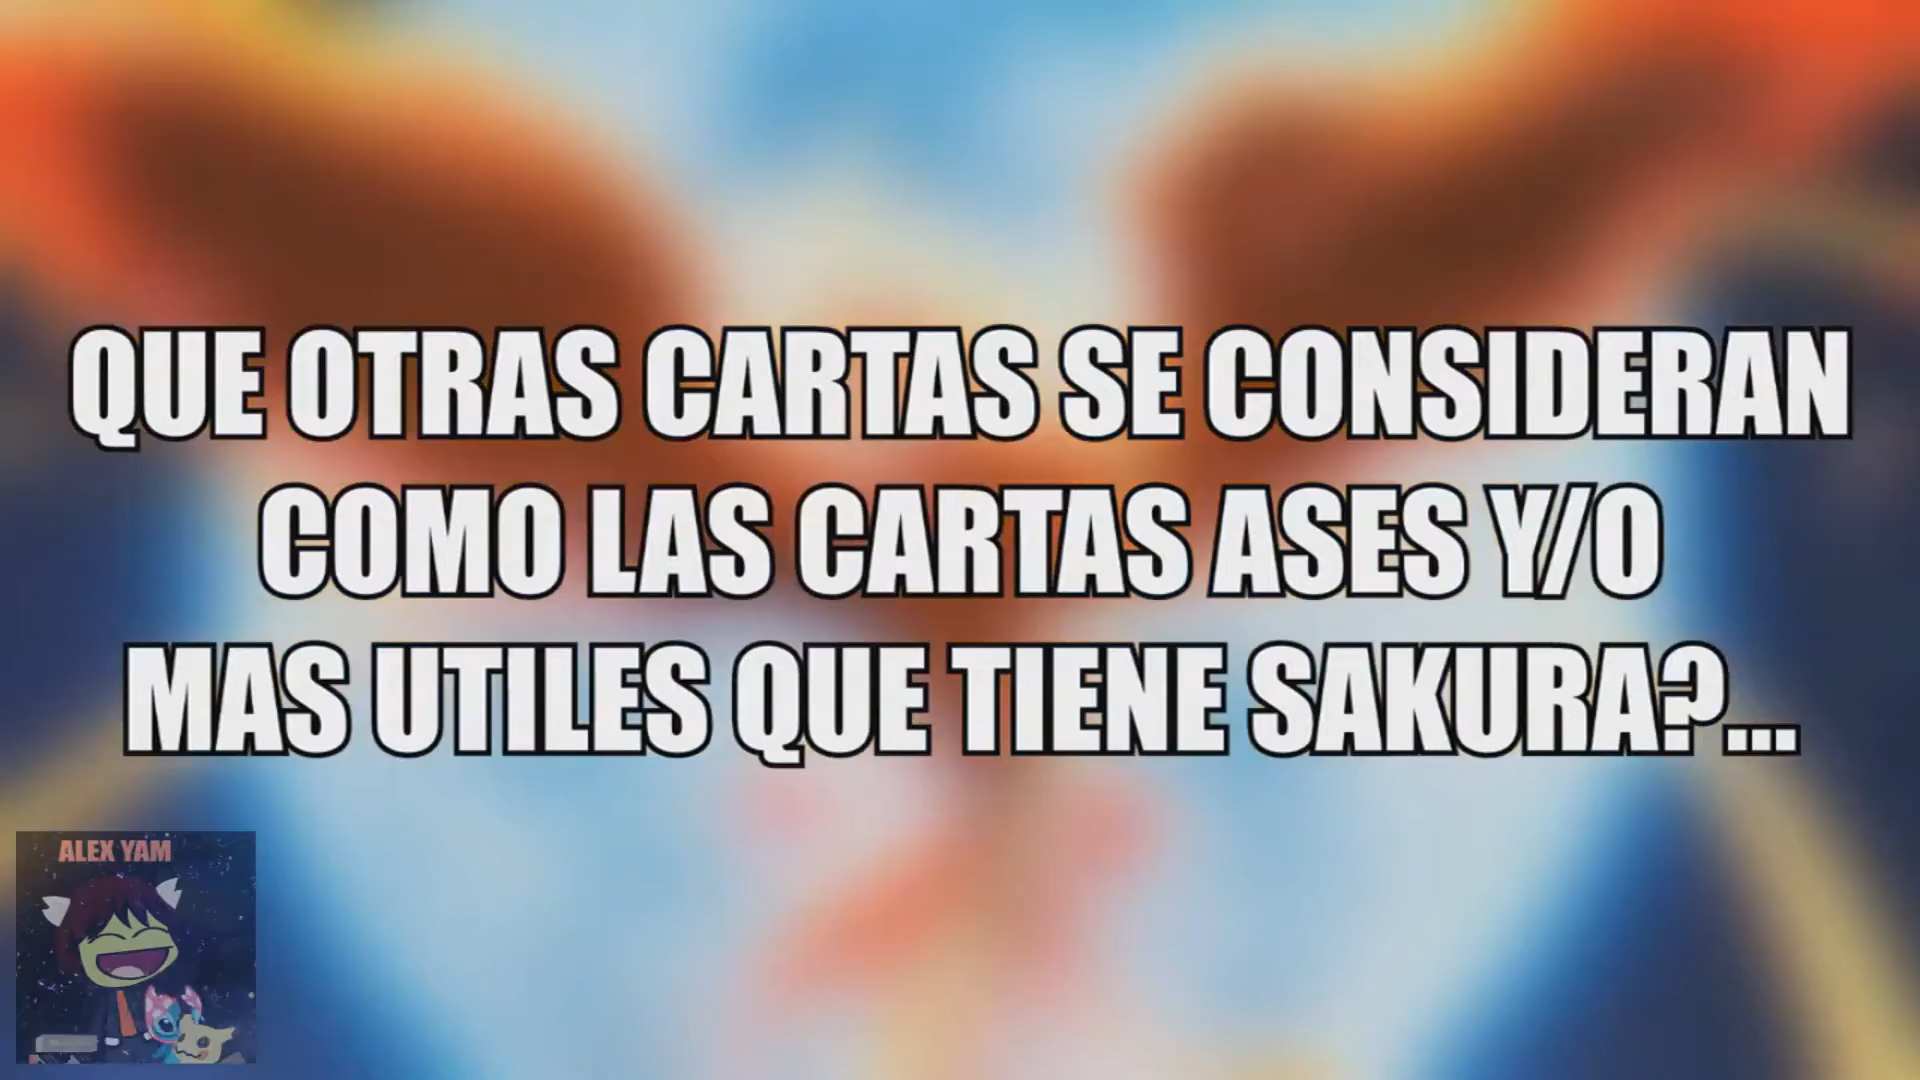 QUE OTRAS CARTAS SE CONSIDERAN
COMO LAS CARTAS ASES Y/O
MAS UTILES QUE TIENE SAKURA?...
ALEX YAM